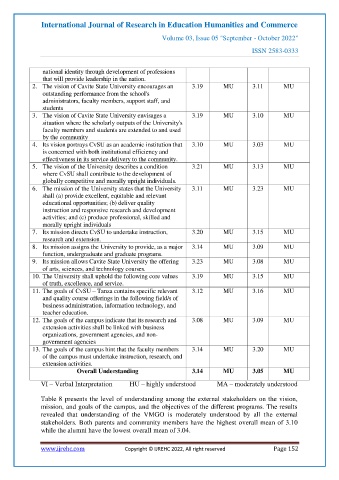 International Journal of Research in Education Humanities and Commerce
Volume 03, Issue 05 "September - October 2022"
ISSN 2583-0333
national identity through development of professions
that will provide leadership in the nation.
2. The vision of Cavite State University encourages an 3.19 MU 3.11 MU
outstanding performance from the school's
administrators, faculty members, support staff, and
students
3. The vision of Cavite State University envisages a 3.19 MU 3.10 MU
situation where the scholarly outputs of the University's
faculty members and students are extended to and used
by the community
4. Its vision portrays CvSU as an academic institution that 3.10 MU 3.03 MU
is concerned with both institutional efficiency and
effectiveness in its service delivery to the community.
5. The vision of the University describes a condition 3.21 MU 3.13 MU
where CvSU shall contribute to the development of
globally competitive and morally upright individuals.
6. The mission of the University states that the University 3.11 MU 3.23 MU
shall (a) provide excellent, equitable and relevant
educational opportunities; (b) deliver quality
instruction and responsive research and development
activities; and (c) produce professional, skilled and
morally upright individuals
7. Its mission directs CvSU to undertake instruction, 3.20 MU 3.15 MU
research and extension.
8. Its mission assigns the University to provide, as a major 3.14 MU 3.09 MU
function, undergraduate and graduate programs.
9. Its mission allows Cavite State University the offering 3.23 MU 3.08 MU
of arts, sciences, and technology courses.
10. The University shall uphold the following core values 3.19 MU 3.15 MU
of truth, excellence, and service.
11. The goals of CvSU – Tanza contains specific relevant 3.12 MU 3.16 MU
and quality course offerings in the following field/s of
business administration, information technology, and
teacher education.
12. The goals of the campus indicate that its research and 3.08 MU 3.09 MU
extension activities shall be linked with business
organizations, government agencies, and non-
government agencies
13. The goals of the campus hint that the faculty members 3.14 MU 3.20 MU
of the campus must undertake instruction, research, and
extension activities.
Overall Understanding 3.14 MU 3.05 MU
VI – Verbal Interpretation HU – highly understood MA – moderately understood
Table 8 presents the level of understanding among the external stakeholders on the vision,
mission, and goals of the campus, and the objectives of the different programs. The results
revealed that understanding of the VMGO is moderately understood by all the external
stakeholders. Both parents and community members have the highest overall mean of 3.10
while the alumni have the lowest overall mean of 3.04.
www.ijrehc.com Copyright © IJREHC 2022, All right reserved Page 152